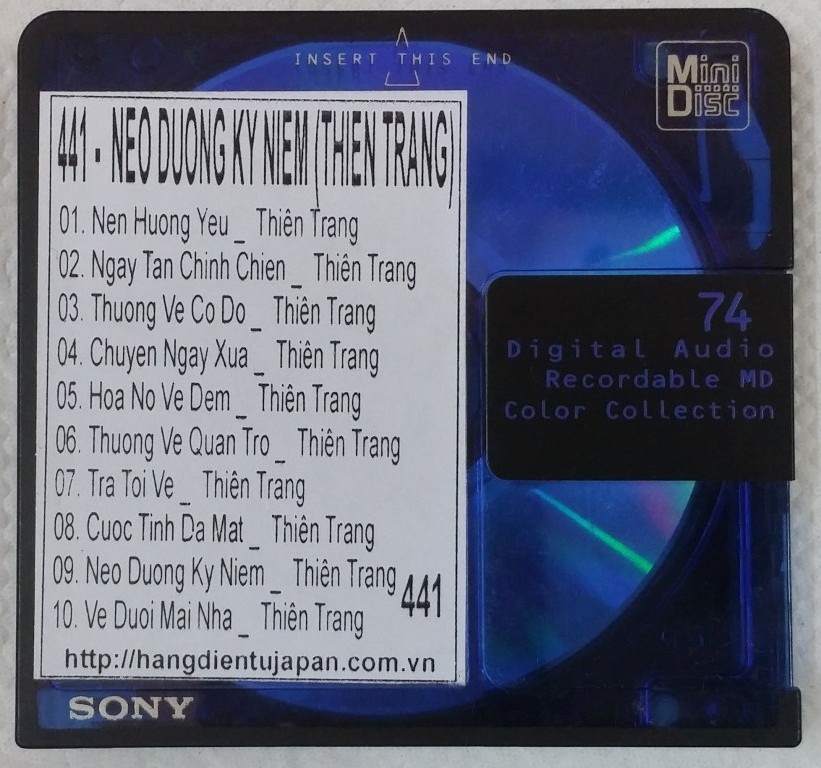 INSERT THIS END
Mini
Disc
441 - NEO DUONG KY NIEM (THIEN TRANG)
01. Nen Huong Yeu _ Thiên Trang
02. Ngay Tan Chinh Chien _ Thiên Trang
03. Thuong Ve Co Do _ Thiên Trang
04. Chuyen Ngay Xua _ Thiên Trang
05. Hoa No Ve Dem _ Thiên Trang
06. Thuong Ve Quan Tro _ Thiên Trang
07. Tra Toi Ve _ Thiên Trang
08. Cuoc Tinh Da Mat _ Thiên Trang
09. Neo Duong Ky Niem _ Thiên Trang
10. Ve Duoi Mai Nha _ Thiên Trang
441
http://hangdientujapan.com.vn
74
Digital Audio
Recordable MD
Color Collection
SONY